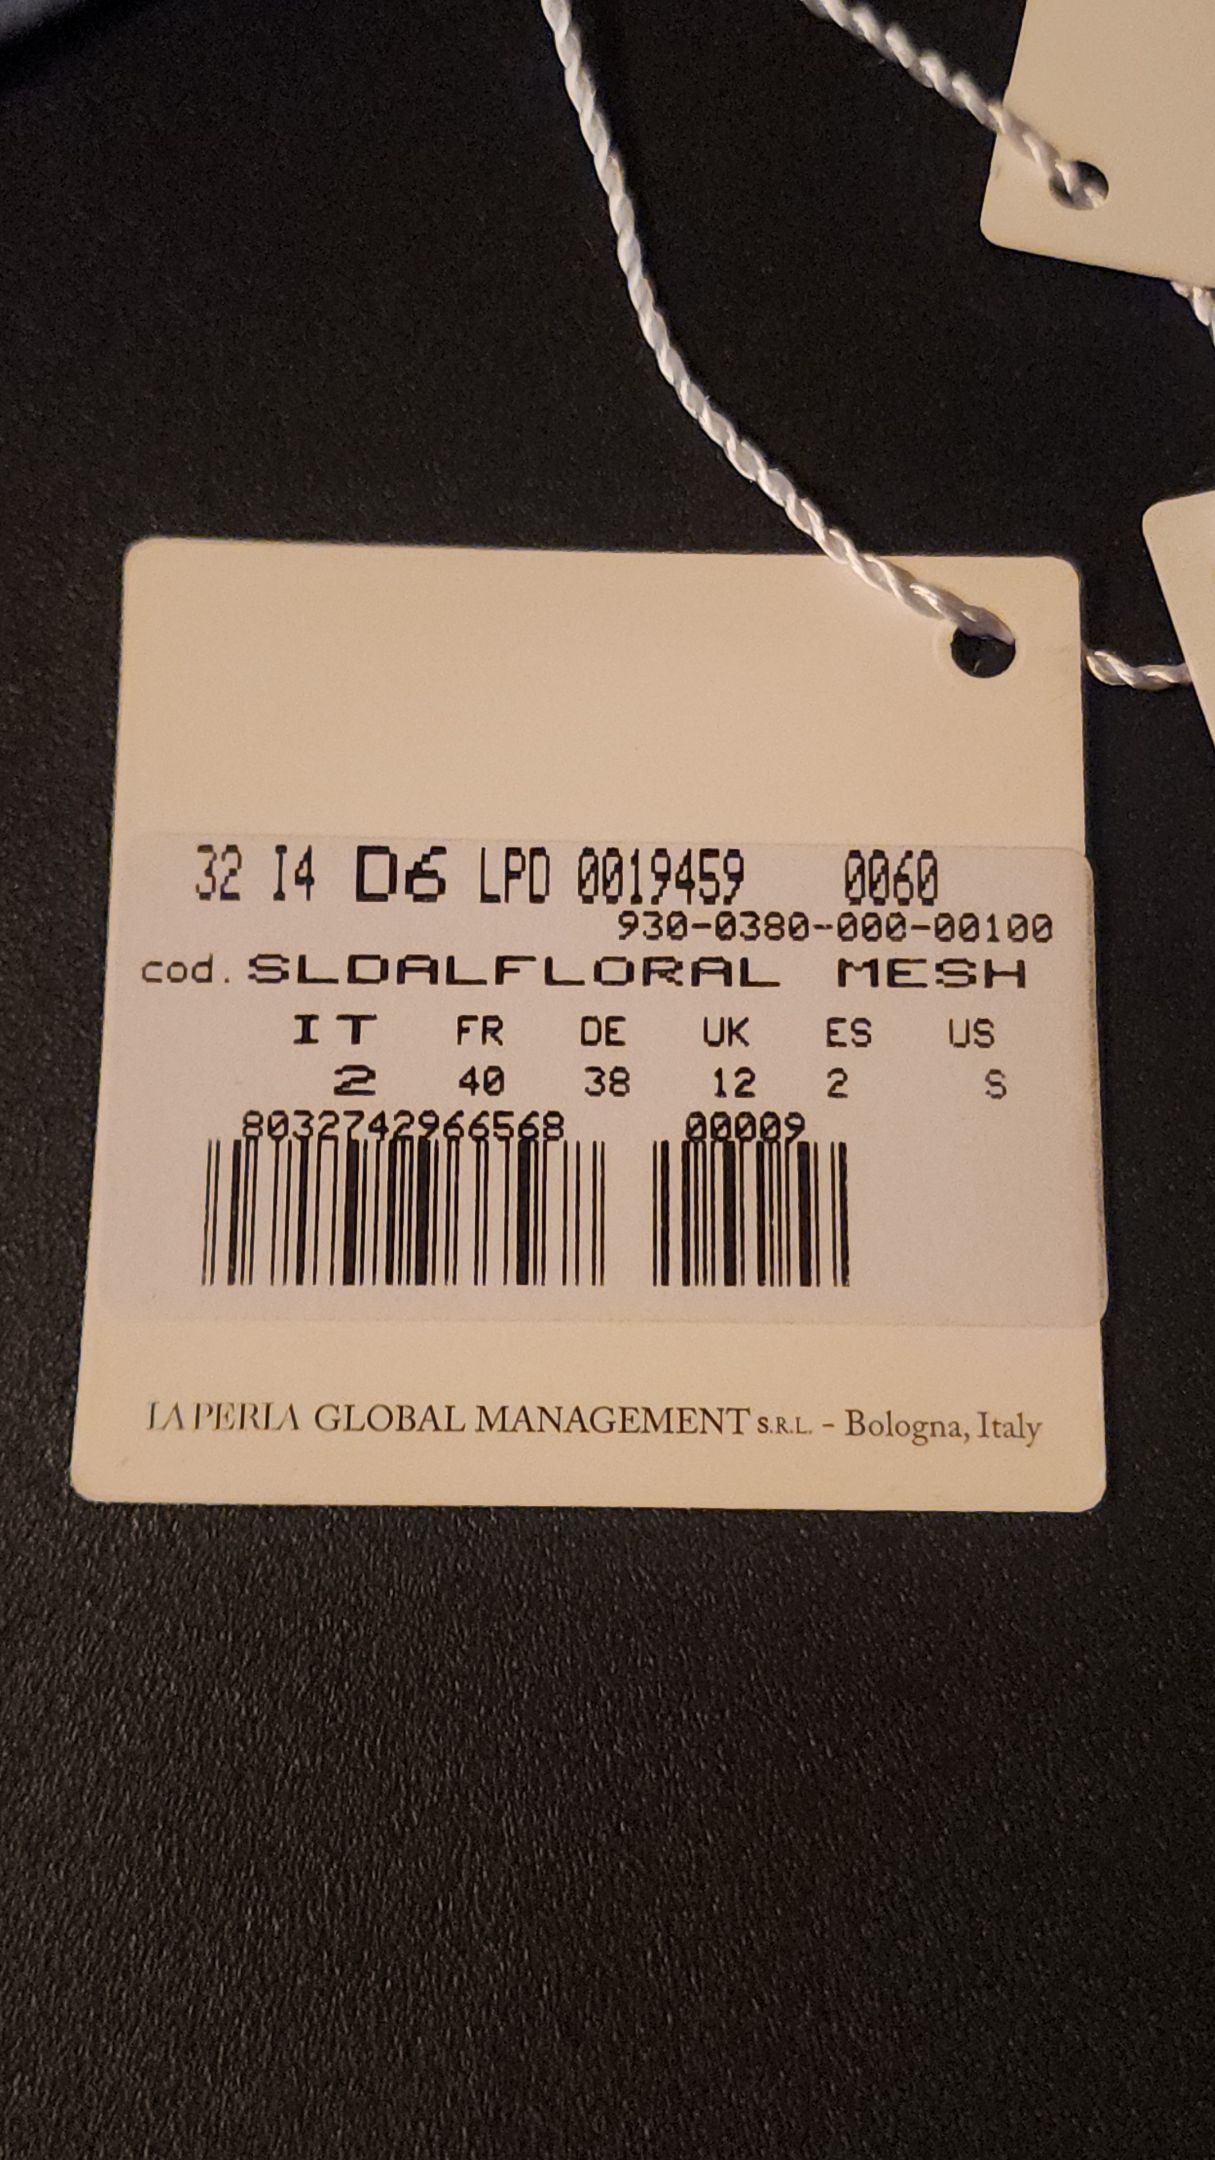 32 I4 D6 LPD 0019459 0060
930-0380-000-00100
cod. SLDALFLORAL MESH
IT FR DE UK ES US
2 40 38 12 2 S
8032742966568 00009
LA PERLA GLOBAL MANAGEMENT S.R.L. - Bologna, Italy